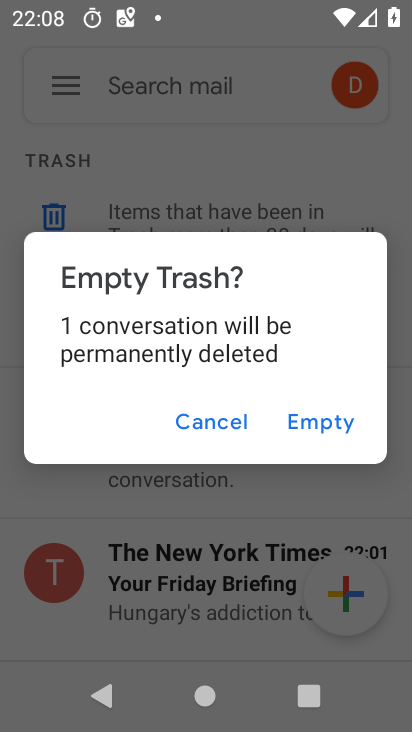 22:08
Search mail
D
TRASH
Items that have been in
Empty Trash?
1 conversation will be
permanently deleted
Cancel Empty
conversation.
T
The New York Times 22:01
Your Friday Briefing
Hungary's addiction to